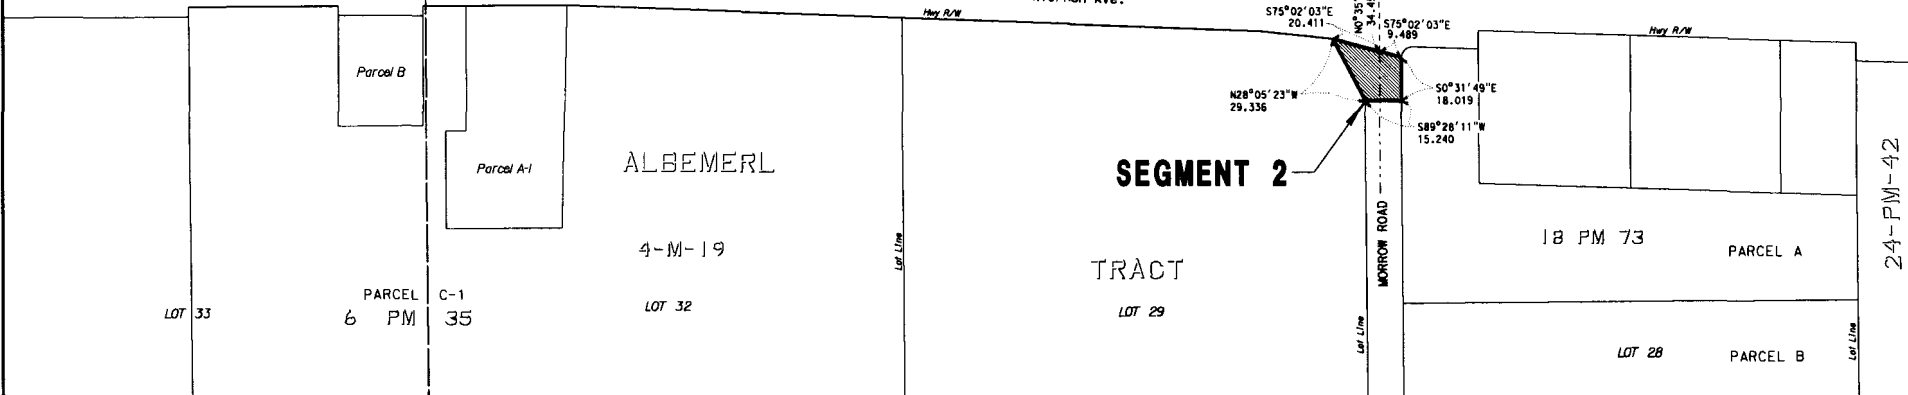 Hwy R/W
S75°02'03"E
20.411
S75°02'03"E
9.489
Hwy R/W
Parcel B
N28°05'23"W
29.336
S0°31'49"E
18.019
S89°28'11"W
15.240
ALBEMERL
Parcel A-1
SEGMENT 2
24-PM-42
MORROW ROAD
4-M-19
Lot Line
TRACT
18 PM 73
PARCEL A
PARCEL C-1
LOT 33
6 PM 35
LOT 32
LOT 29
Lot Line
LOT 28
PARCEL B
Lot Line